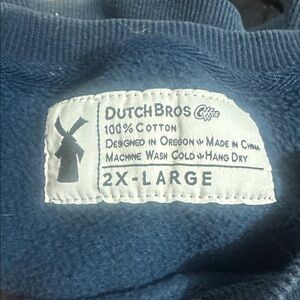 DUTCH BROS Coffee
100% COTTON
DESIGNED IN OREGON MADE IN CHINA
MACHINE WASH COLD HANG DRY
2X-LARGE